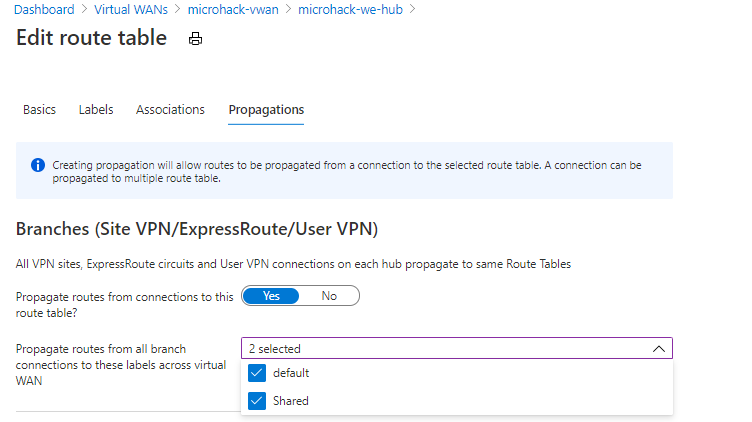 Dashboard > Virtual WANs > microhack-vwan > microhack-we-hub >
Edit route table
Basics Labels Associations Propagations
Creating propagation will allow routes to be propagated from a connection to the selected route table. A connection can be
propagated to multiple route table.
Branches (Site VPN/ExpressRoute/User VPN)
All VPN sites, ExpressRoute circuits and User VPN connections on each hub propagate to same Route Tables
Propagate routes from connections to this
route table?
Yes No
Propagate routes from all branch
connections to these labels across virtual
WAN
2 selected
default
Shared